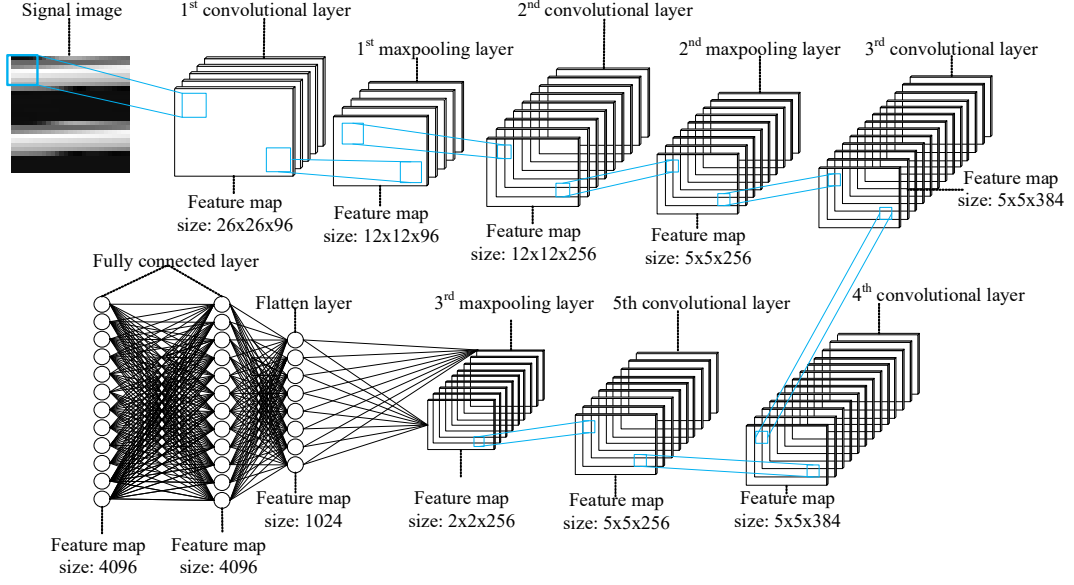 Signal image
1st convolutional layer
1st maxpooling layer
2nd convolutional layer
2nd maxpooling layer
3rd convolutional layer
Feature map
size: 26x26x96
Feature map
size: 12x12x96
Feature map
size: 12x12x256
Feature map
size: 5x5x256
Feature map
size: 5x5x384
Fully connected layer
Flatten layer
3rd maxpooling layer
5th convolutional layer
4th convolutional layer
Feature map
size: 4096
Feature map
size: 4096
Feature map
size: 1024
Feature map
size: 2x2x256
Feature map
size: 5x5x256
Feature map
size: 5x5x384